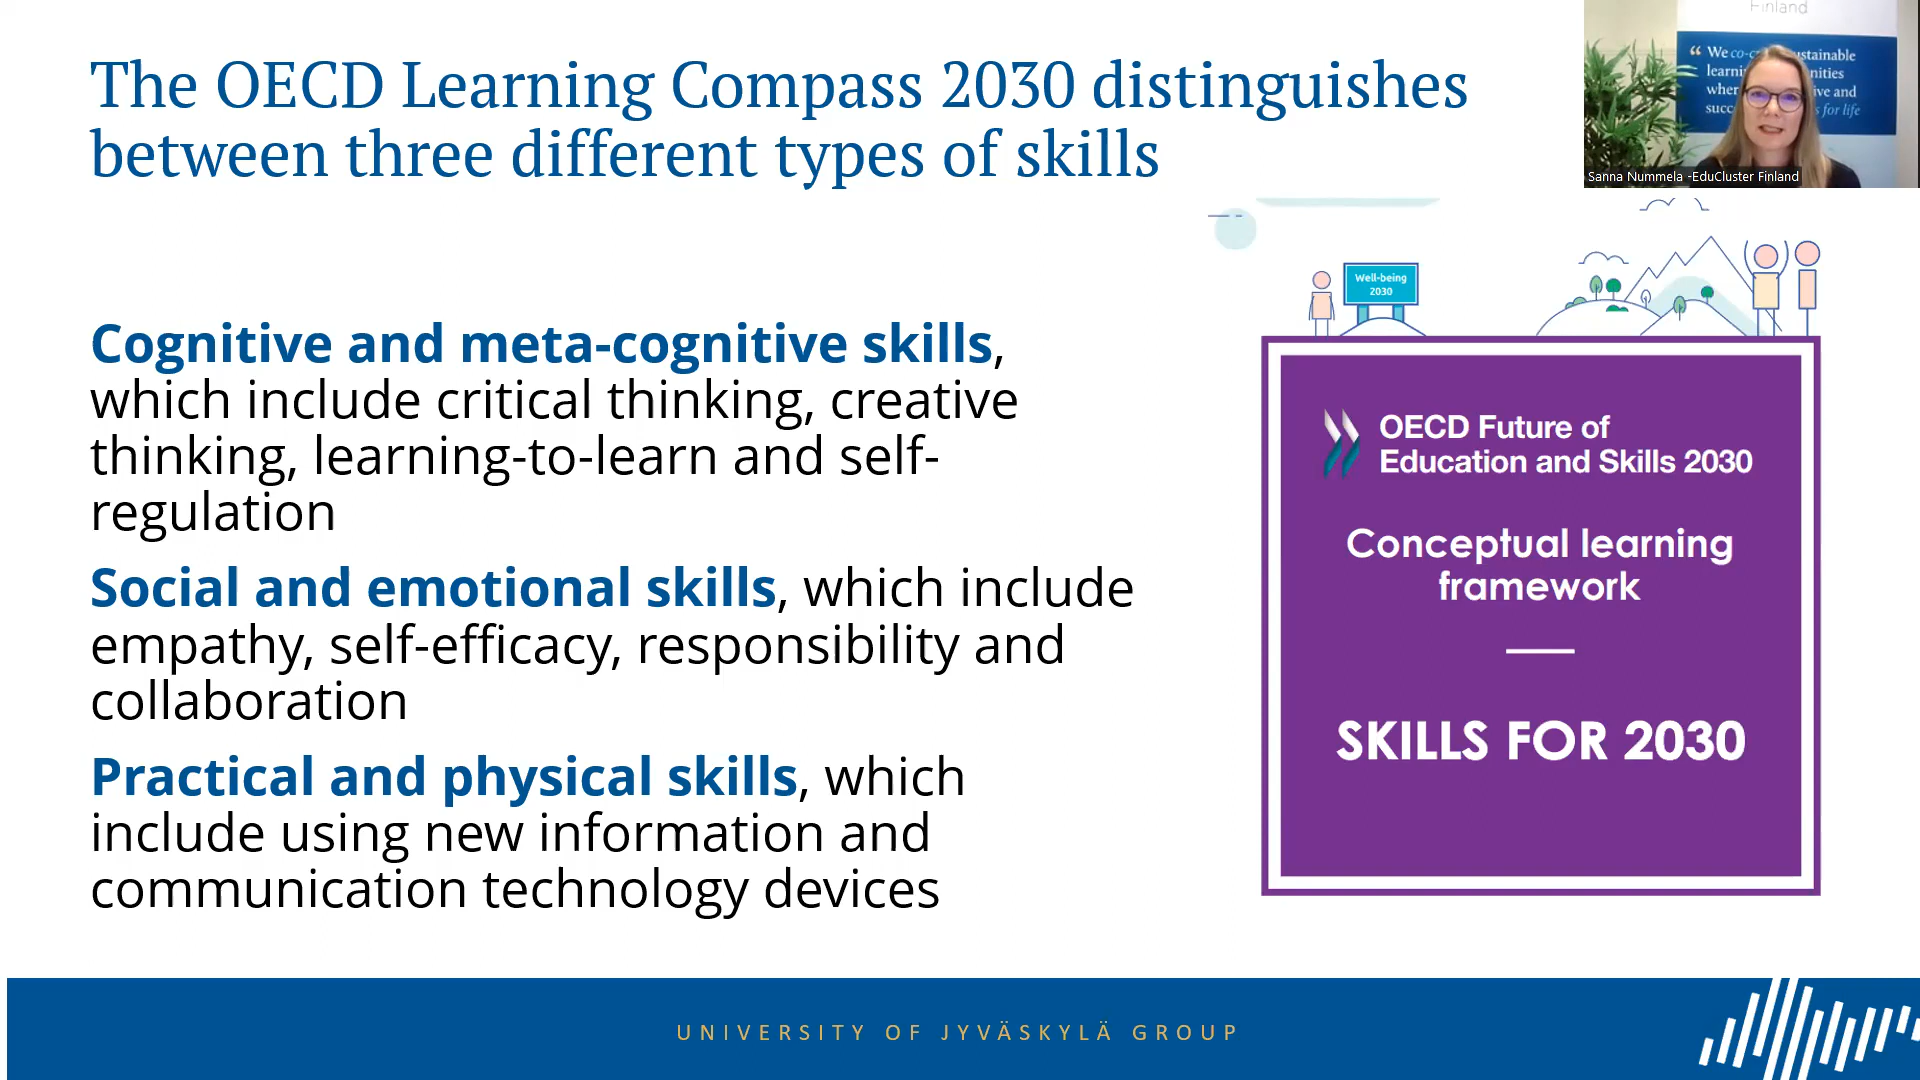 The OECD Learning Compass 2030 distinguishes
between three different types of skills
Finland
“ We co-c ustainable
learni nities
wher ive and
succ s for life
Sanna Nummela -EduCluster Finland
Well-being
2030
Cognitive and meta-cognitive skills,
which include critical thinking, creative
thinking, learning-to-learn and self-
regulation
Social and emotional skills, which include
empathy, self-efficacy, responsibility and
collaboration
Practical and physical skills, which
include using new information and
communication technology devices
OECD Future of
Education and Skills 2030
Conceptual learning
framework
SKILLS FOR 2030
UNIVERSITY OF JYVÄSKYLÄ GROUP